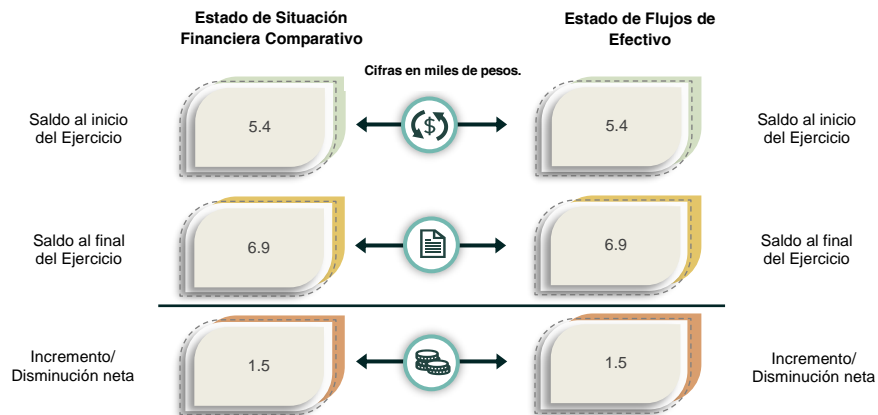 Estado de Situación
Financiera Comparativo
Estado de Flujos de
Efectivo
Cifras en miles de pesos.
Saldo al inicio
del Ejercicio
5.4
$
5.4
Saldo al inicio
del Ejercicio
Saldo al final
del Ejercicio
6.9
6.9
Saldo al final
del Ejercicio
Incremento/
Disminución neta
1.5
1.5
Incremento/
Disminución neta